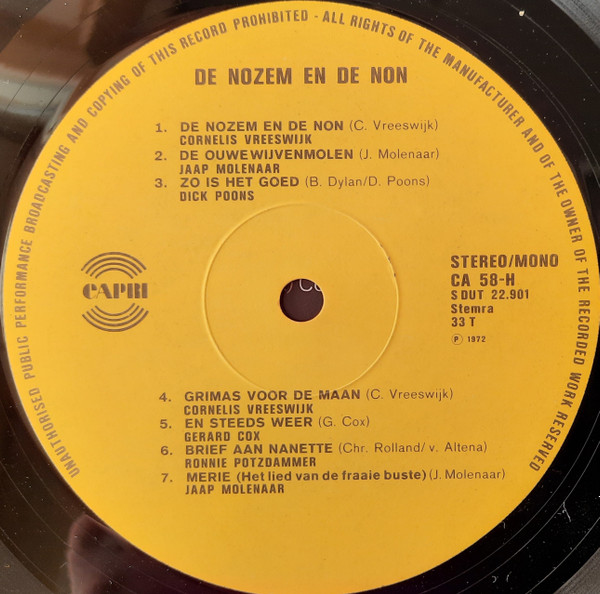 UNAUTHORISED PUBLIC PERFORMANCE BROADCASTING AND COPYING OF THIS RECORD PROHIBITED - ALL RIGHTS OF THE MANUFACTURER AND OF THE OWNER OF THE RECORDED WORK RESERVED
DE NOZEM EN DE NON
1. DE NOZEM EN DE NON (C. Vreeswijk)
CORNELIS VREESWIJK
2. DE OUWEWIJVENMOLEN (J. Molenaar)
JAAP MOLENAAR
3. ZO IS HET GOED (B. Dylan/D. Poons)
DICK POONS
CAPRI
STEREO/MONO
CA 58-H
SDUT 22.901
Stemra
33 T
Ⓟ 1972
4. GRIMAS VOOR DE MAAN (C. Vreeswijk)
CORNELIS VREESWIJK
5. EN STEEDS WEER (G. Cox)
GERARD COX
6. BRIEF AAN NANETTE (Chr. Rolland/ v. Altena)
RONNIE POTZDAMMER
7. MERIE (Het lied van de fraaie buste) (J. Molenaar)
JAAP MOLENAAR